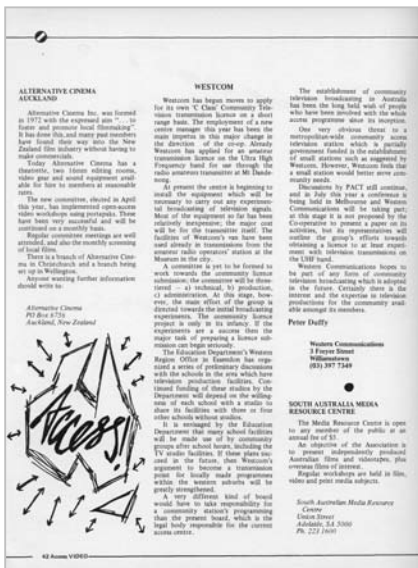 ALTERNATIVE CINEMA
AUCKLAND
Alternative Cinema Inc. was formed
in 1972 with the expressed aim ". . . to
foster and promote local filmmaking".
It has done this, and many past members
have found their way into the New
Zealand film industry without having to
make commercials.
Today Alternative Cinema has a
theatrette, two 16mm editing rooms,
video gear and sound equipment avail-
able for hire to members at reasonable
rates.
The new committee, elected in April
this year, has implemented open-access
video workshops using portapaks. These
have been very successful and will be
continued on a monthly basis.
Regular committee meetings are well
attended, and also the monthly screening
of local films.
There is a branch of Alternative Cine-
ma in Christchurch and a branch being
set up in Wellington.
Anyone wanting further information
should write to:
Alternative Cinema
PO Box 6756
Auckland, New Zealand
Access!
WESTCOM
Westcom has begun moves to apply
for its own 'C Class' Community Tele-
vision transmission licence on a short
range basis. The employment of a new
centre manager this year has been the
main impetus in this major change in
the direction of the co-op. Already
Westcom has applied for an amateur
transmission licence on the Ultra High
Frequency band for use through the
radio amateurs transmitter at Mt Dande-
nong.
At present the centre is beginning to
install the equipment which will be
necessary to carry out any experimen-
tal broadcasting of television signals.
Most of the equipment so far has been
relatively inexpensive; the major cost
will be for the transmitter itself. The
facilities of Westcom's van have been
used already in transmissions from the
amateur radio operators' station at the
Museum in the city.
A committee is yet to be formed to
work towards the community licence
submission; the committee will be three-
tiered — a) technical, b) production,
c) administration. At this stage, how-
ever, the main effort of the group is
directed towards the initial broadcasting
experiments. The community licence
project is only in its infancy. If the
experiments are a success then the
major task of preparing a licence sub-
mission can begin seriously.
The Education Department's Western
Region Office in Essendon has organ-
ized a series of preliminary discussions
with the schools in the area which have
television production facilities. Con-
tinued funding of these studios by the
Department will depend on the willing-
ness of each school with a studio to
share its facilities with three or four
other schools without studios.
It is envisaged by the Education
Department that many school facilities
will be made use of by community
groups after school hours, including the
TV studio facilities. If these plans suc-
ceed in the future, then Westcom's
argument to become a transmission
point for locally made programmes
within the western suburbs will be
greatly strengthened.
A very different kind of board
would have to take responsibility for
a community station's programming
than the present board, which is the
legal body responsible for the current
access centre.
The establishment of community
television broadcasting in Australia
has been the long held wish of people
who have been involved with the whole
access programme since its inception.
One very obvious threat to a
metropolitan-wide community access
television station which is partially
government funded is the establishment
of small stations such as suggested by
Westcom. However, Westcom feels that
a small station would better serve com-
munity needs.
Discussions by PACT still continue,
and in July this year a conference is
being held in Melbourne and Western
Communications will be taking part;
at this stage it is not proposed by the
Co-operative to present a paper on its
activities, but its representatives will
outline the group's efforts towards
obtaining a licence to at least experi-
ment with television transmissions on
the UHF band.
Western Communications hopes to
be part of any form of community
television broadcasting which is adopted
in the future. Certainly there is the
interest and the expertise in television
productions for the community avail-
able amongst its members.
Peter Duffy
Western Communications
3 Frayer Street
Williamstown
(03) 397 7349
SOUTH AUSTRALIA MEDIA
RESOURCE CENTRE
The Media Resource Centre is open
to any member of the public at an
annual fee of $5.
An objective of the Association is
to present independently produced
Australian films and videotapes, plus
overseas films of interest.
Regular workshops are held in film,
video and print media subjects.
South Australian Media Resource
Centre
Union Street
Adelaide, SA 5000
Ph. 223 1600
42 Access VIDEO